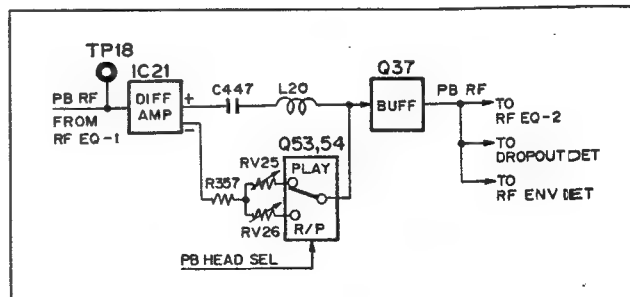 TP18
IC21
Q37
PB RF
DIFF
AMP
+
−
FROM
RF EQ-1
C447
L20
BUFF
PB RF
TO
RF EQ-2
TO
DROPOUT DET
TO
RF ENV DET
Q53,54
RV25
PLAY
R357
RV26
R/P
PB HEAD SEL